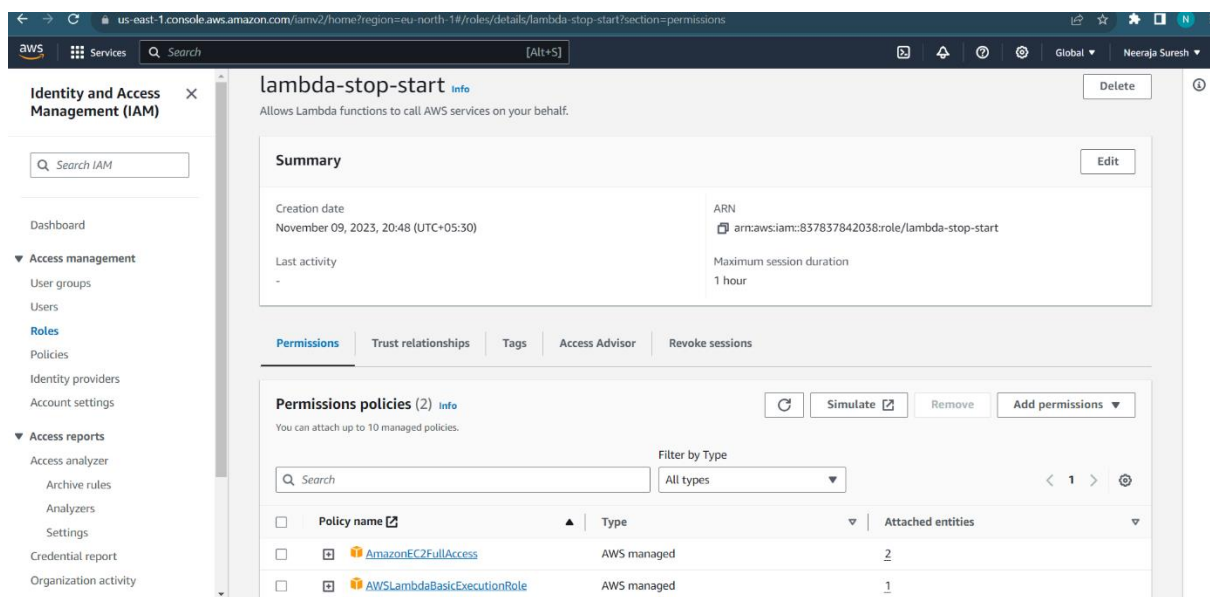 us-east-1.console.aws.amazon.com/iamv2/home?region=eu-north-1#/roles/details/lambda-stop-start?section=permissions
N
aws Services Search [Alt+S] Global Neeraja Suresh
Identity and Access Management (IAM)
Search IAM
Dashboard
Access management
User groups
Users
Roles
Policies
Identity providers
Account settings
Access reports
Access analyzer
Archive rules
Analyzers
Settings
Credential report
Organization activity
lambda-stop-start Info
Delete
Allows Lambda functions to call AWS services on your behalf.
Summary
Edit
Creation date
November 09, 2023, 20:48 (UTC+05:30)
ARN
arn:aws:iam::837837842038:role/lambda-stop-start
Last activity
-
Maximum session duration
1 hour
Permissions Trust relationships Tags Access Advisor Revoke sessions
Permissions policies (2) Info
Simulate Remove Add permissions
You can attach up to 10 managed policies.
Filter by Type
Search
All types
1
Policy name Type Attached entities
AmazonEC2FullAccess AWS managed 2
AWSLambdaBasicExecutionRole AWS managed 1